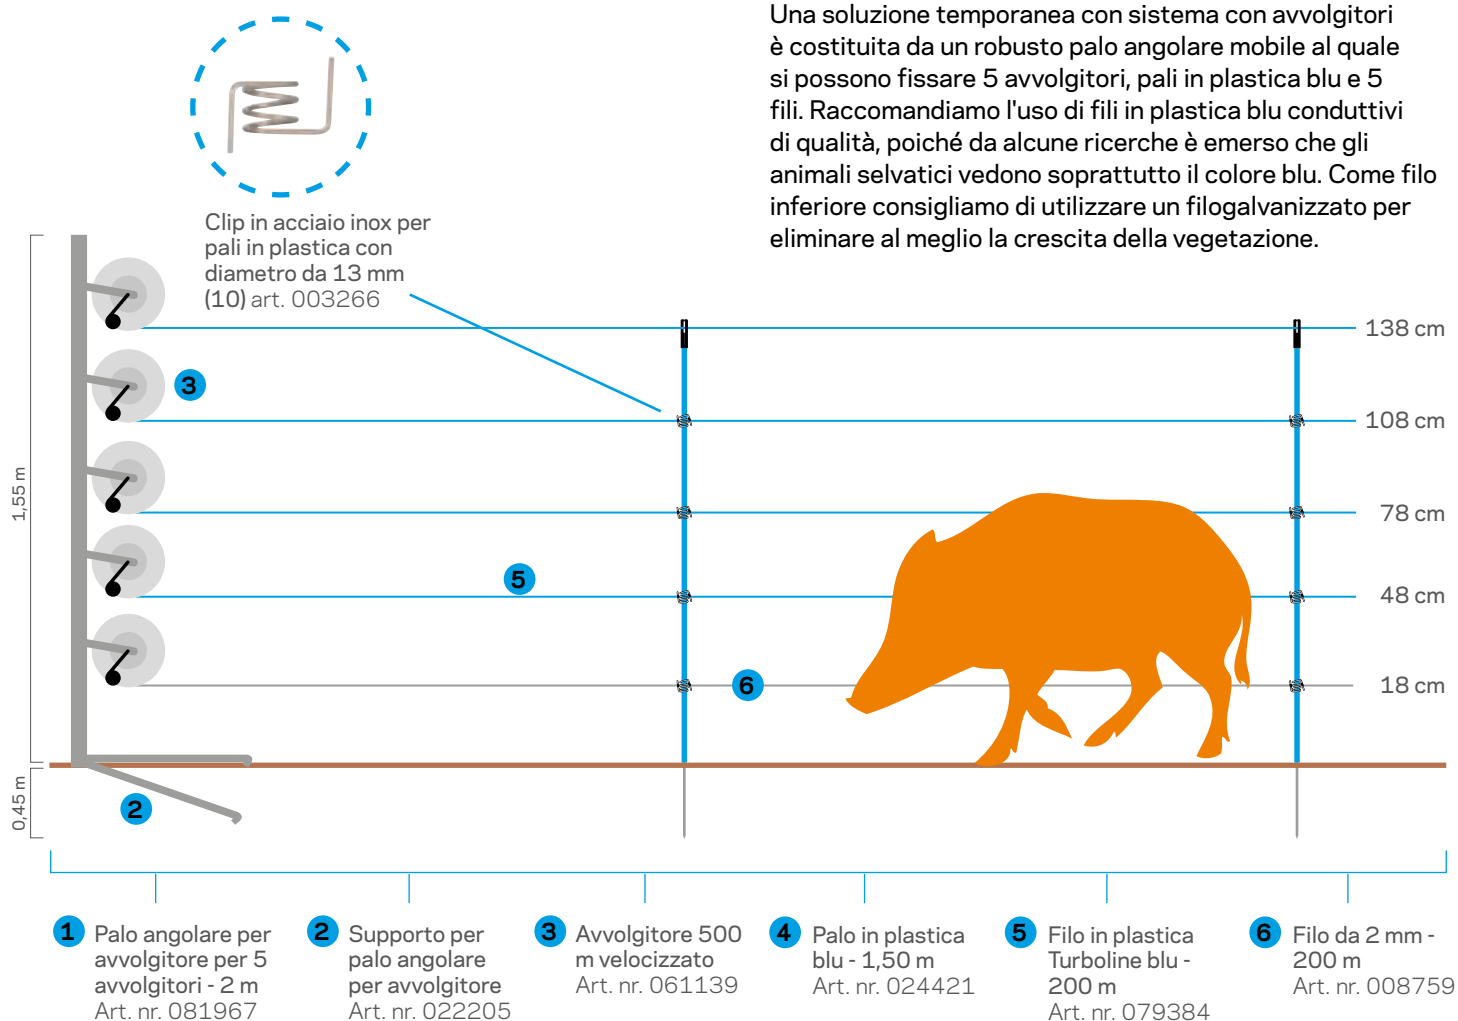 Una soluzione temporanea con sistema con avvolgitori
è costituita da un robusto palo angolare mobile al quale
si possono fissare 5 avvolgitori, pali in plastica blu e 5
fili. Raccomandiamo l'uso di fili in plastica blu conduttivi
di qualità, poiché da alcune ricerche è emerso che gli
animali selvatici vedono soprattutto il colore blu. Come filo
inferiore consigliamo di utilizzare un filogalvanizzato per
eliminare al meglio la crescita della vegetazione.
Clip in acciaio inox per
pali in plastica con
diametro da 13 mm
(10) art. 003266
138 cm
3
108 cm
1,55 m
78 cm
5
48 cm
6
18 cm
0,45 m
2
1 Palo angolare per
avvolgitore per 5
avvolgitori - 2 m
Art. nr. 081967
2 Supporto per
palo angolare
per avvolgitore
Art. nr. 022205
3 Avvolgitore 500
m velocizzato
Art. nr. 061139
4 Palo in plastica
blu - 1,50 m
Art. nr. 024421
5 Filo in plastica
Turboline blu -
200 m
Art. nr. 079384
6 Filo da 2 mm -
200 m
Art. nr. 008759